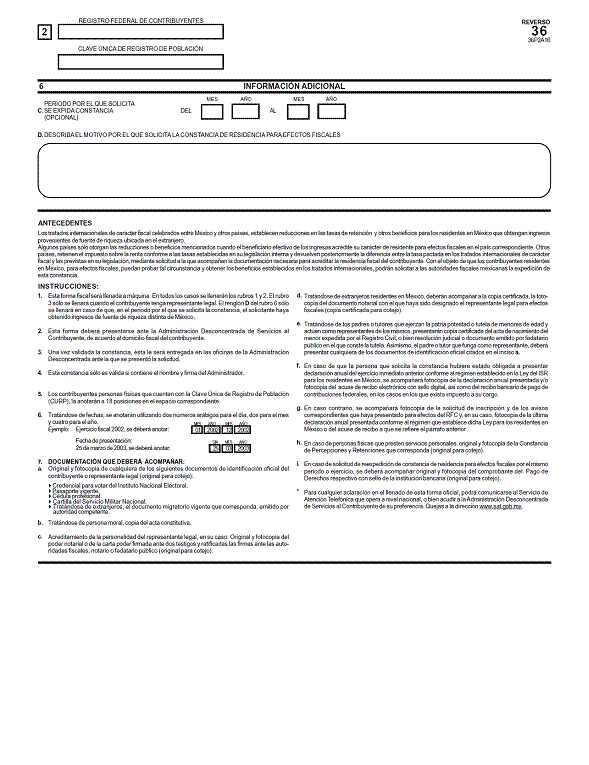 REGISTRO FEDERAL DE CONTRIBUYENTES
2
CLAVE ÚNICA DE REGISTRO DE POBLACIÓN
REVERSO
36
36P2A16
6 INFORMACIÓN ADICIONAL
PERIODO POR EL QUE SOLICITA
C. SE EXPIDA CONSTANCIA
(OPCIONAL)
DEL MES AÑO AL MES AÑO
D. DESCRIBA EL MOTIVO POR EL QUE SOLICITA LA CONSTANCIA DE RESIDENCIA PARA EFECTOS FISCALES
ANTECEDENTES
Los tratados internacionales de carácter fiscal celebrados entre México y otros países, establecen reducciones en las tasas de retención y otros beneficios para los residentes en México que obtengan ingresos
provenientes de fuente de riqueza ubicada en el extranjero.
Algunos países sólo otorgan las reducciones o beneficios mencionados cuando el beneficiario efectivo de los ingresos acredite su carácter de residente para efectos fiscales en el país correspondiente. Otros
países, retienen el impuesto sobre la renta conforme a las tasas establecidas en su legislación interna y devuelven posteriormente la diferencia entre la tasa pactada en los tratados internacionales de carácter
fiscal y las previstas en su legislación, mediante solicitud a la que acompañan la documentación necesaria para acreditar la residencia fiscal del contribuyente. Con el objeto de que los contribuyentes residentes
en México, para efectos fiscales, puedan probar tal circunstancia y obtener los beneficios establecidos en los tratados internacionales, podrán solicitar a las autoridades fiscales mexicanas la expedición de
esta constancia.
INSTRUCCIONES:
1. Esta forma fiscal será llenada a máquina. En todos los casos se llenarán los rubros 1 y 2. El rubro
3 sólo se llenará cuando el contribuyente tenga representante legal. El renglón D del rubro 6 sólo
se llenará en caso de que, en el periodo por el que se solicita la constancia, el solicitante haya
obtenido ingresos de fuente de riqueza distinta de México.
2. Esta forma deberá presentarse ante la Administración Desconcentrada de Servicios al
Contribuyente, de acuerdo al domicilio fiscal del contribuyente.
3. Una vez validada la constancia, ésta le será entregada en las oficinas de la Administración
Desconcentrada ante la que se presentó la solicitud.
4. Esta constancia sólo es válida si contiene el nombre y firma del Administrador.
5. Los contribuyentes personas físicas que cuenten con la Clave Única de Registro de Población
(CURP), la anotarán a 18 posiciones en el espacio correspondiente.
6. Tratándose de fechas, se anotarán utilizando dos números arábigos para el día, dos para el mes
y cuatro para el año.
MES AÑO MES AÑO
Ejemplo: Ejercicio fiscal 2002, se deberá anotar: 01 2002 12 2002
Fecha de presentación: DIA MES AÑO
25 de marzo de 2003, se deberá anotar: 25 03 2003
7. DOCUMENTACIÓN QUE DEBERÁ ACOMPAÑAR:
a. Original y fotocopia de cualquiera de los siguientes documentos de identificación oficial del
contribuyente o representante legal (original para cotejo):
Credencial para votar del Instituto Nacional Electoral.
Pasaporte vigente.
Cédula profesional.
Cartilla del Servicio Militar Nacional.
Tratándose de extranjeros, el documento migratorio vigente que corresponda, emitido por
autoridad competente.
b. Tratándose de persona moral, copia del acta constitutiva.
c. Acreditamiento de la personalidad del representante legal, en su caso: Original y fotocopia del
poder notarial o de la carta poder firmada ante dos testigos y ratificadas las firmas ante las auto-
ridades fiscales, notario o fedatario público (original para cotejo).
d. Tratándose de extranjeros residentes en México, deberán acompañar a la copia certificada, la foto-
copia del documento notarial con el que haya sido designado el representante legal para efectos
fiscales (copia certificada para cotejo).
e. Tratándose de los padres o tutores que ejerzan la patria potestad o tutela de menores de edad y
actúen como representantes de los mismos, presentarán copia certificada del acta de nacimiento del
menor expedida por el Registro Civil, o bien resolución judicial o documento emitido por fedatario
público en el que conste la tutela. Asimismo, el padre o tutor que funga como representante, deberá
presentar cualquiera de los documentos de identificación oficial citados en el inciso a.
f. En caso de que la persona que solicita la constancia hubiere estado obligada a presentar
declaración anual del ejercicio inmediato anterior conforme al régimen establecido en la Ley del ISR
para los residentes en México, se acompañará fotocopia de la declaración anual presentada y/o
fotocopia del acuse de recibo electrónico con sello digital, así como del recibo bancario de pago de
contribuciones federales, en los casos en los que exista impuesto a su cargo.
g. En caso contrario, se acompañará fotocopia de la solicitud de inscripción y de los avisos
correspondientes que haya presentado para efectos del RFC y, en su caso, fotocopia de la última
declaración anual presentada conforme al régimen que establece dicha Ley para los residentes en
México o del acuse de recibo a que se refiere el párrafo anterior.
h. En caso de personas físicas que presten servicios personales, original y fotocopia de la Constancia
de Percepciones y Retenciones que corresponda (original para cotejo).
i. En caso de solicitud de reexpedición de constancia de residencia para efectos fiscales por el mismo
período o ejercicio, se deberá acompañar original y fotocopia del comprobante del Pago de
Derechos respectivo con sello de la institución bancaria (original para cotejo).
* Para cualquier aclaración en el llenado de esta forma oficial, podrá comunicarse al Servicio de
Atención Telefónica que opera a nivel nacional, o bien acudir a la Administración Desconcentrada
de Servicios al Contribuyente de su preferencia. Quejas a la dirección www.sat.gob.mx.